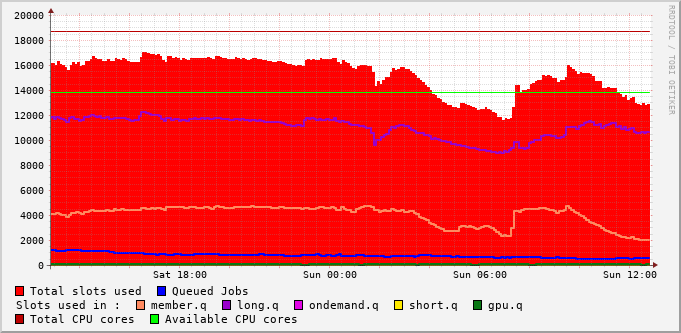 20000
18000
16000
14000
12000
10000
8000
6000
4000
2000
0
Sat 18:00 Sun 00:00 Sun 06:00 Sun 12:00
Total slots used Queued Jobs
Slots used in : member.q long.q ondemand.q short.q gpu.q
Total CPU cores Available CPU cores
RRDTOOL / TOBI OETIKER